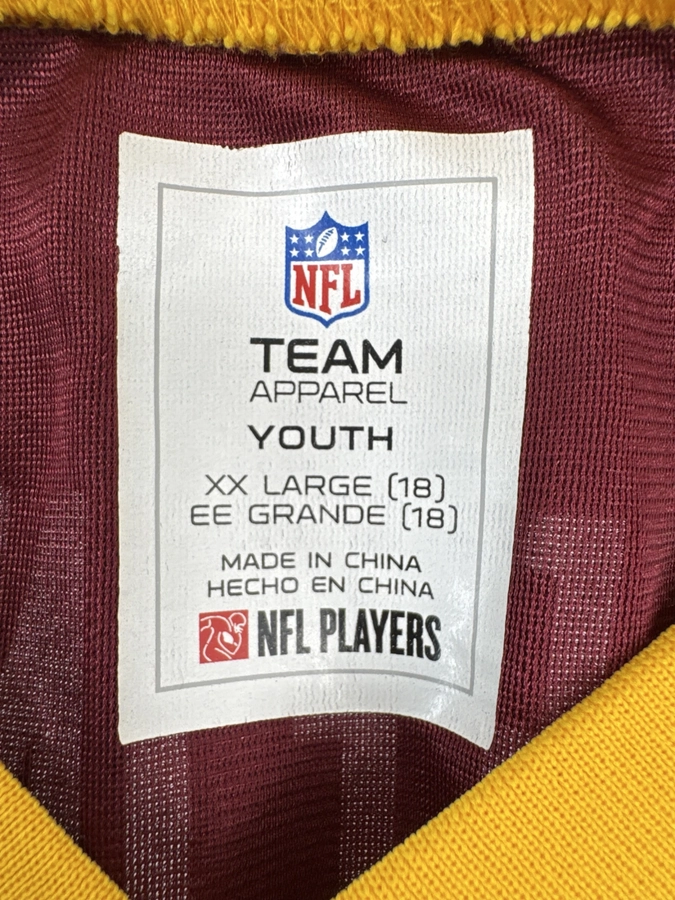 NFL
TEAM
APPAREL
YOUTH
XX LARGE (18)
EE GRANDE (18)
MADE IN CHINA
HECHO EN CHINA
NFL PLAYERS